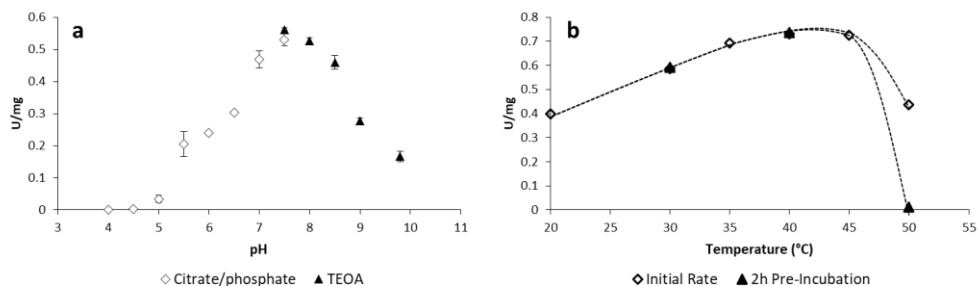 a
U/mg
0.6
0.5
0.4
0.3
0.2
0.1
0
3 4 5 6 7 8 9 10 11
pH
◇ Citrate/phosphate ▲ TEOA
b
U/mg
0.8
0.7
0.6
0.5
0.4
0.3
0.2
0.1
0
20 25 30 35 40 45 50 55
Temperature (°C)
◇ Initial Rate ▲ 2h Pre-Incubation